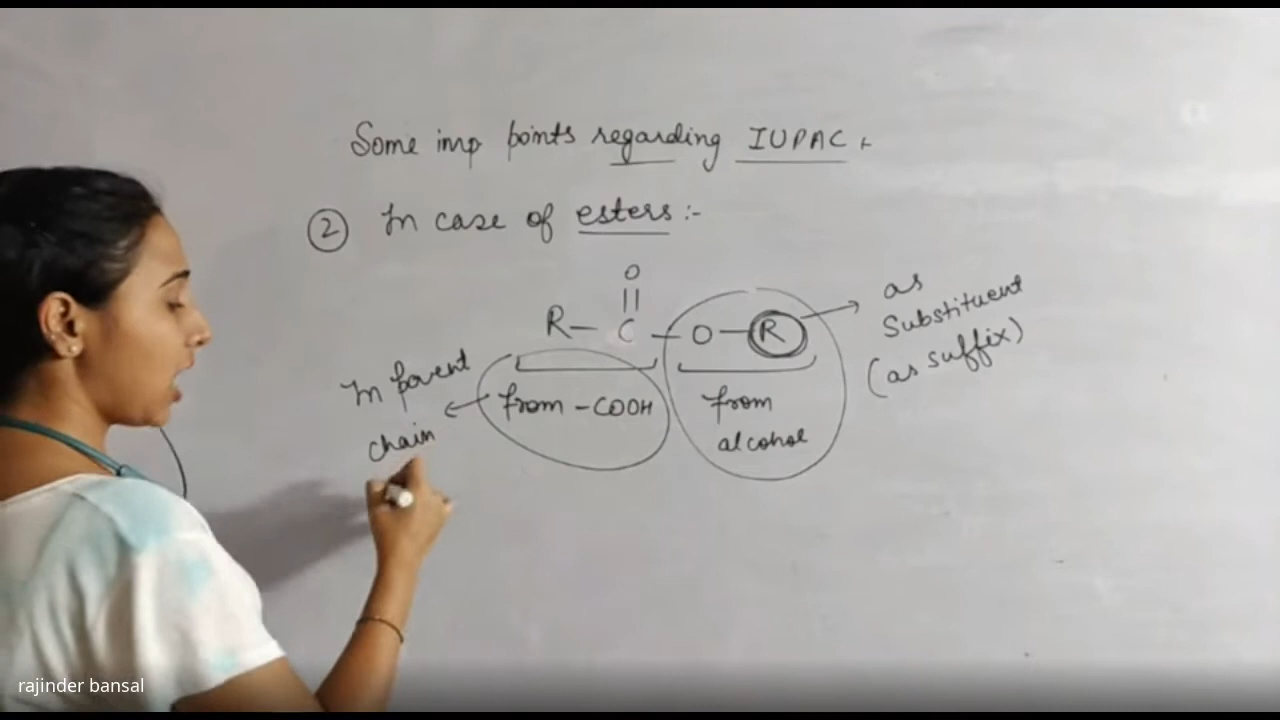 Some imp points regarding IUPAC :
② In case of esters :-
O
||
R – C – O – R
as
Substituent
(as suffix)
In parent
chain
from -COOH
from
alcohol
rajinder bansal